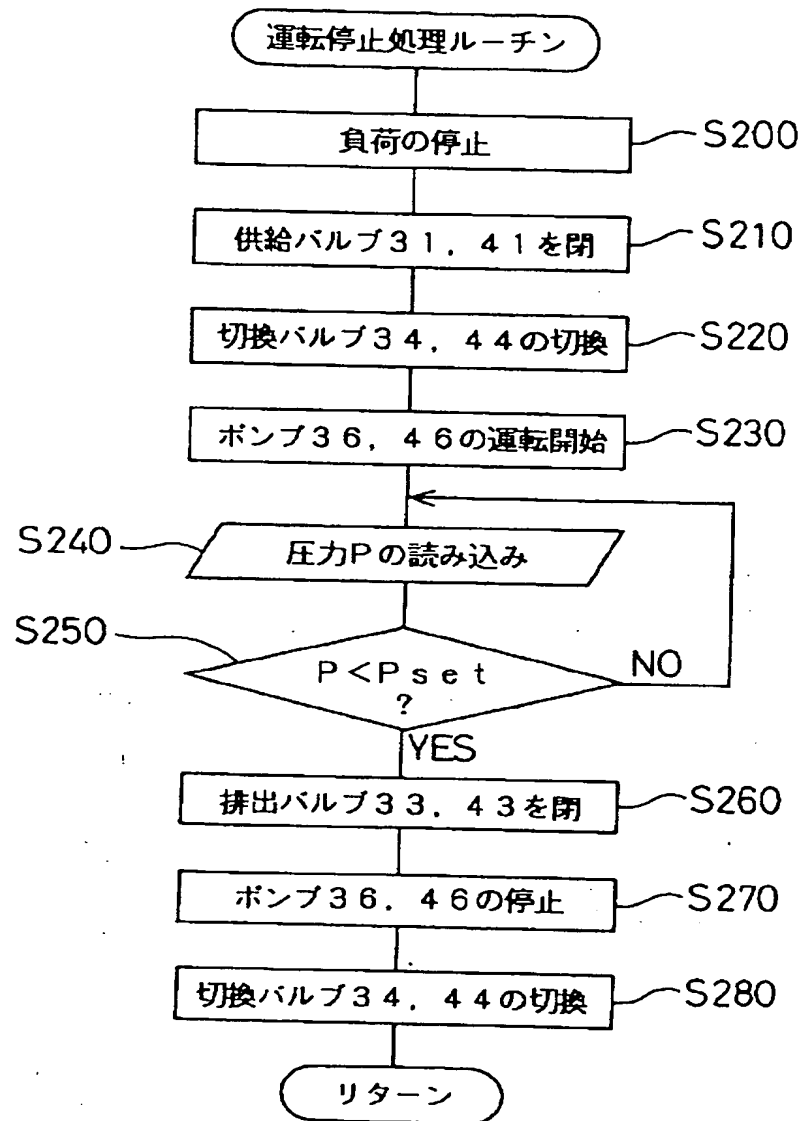 運転停止処理ルーチン
負荷の停止
S200
供給バルブ31,41を閉
S210
切換バルブ34,44の切換
S220
ポンプ36,46の運転開始
S230
S240
圧力Pの読み込み
S250
P<Pset
?
NO
YES
排出バルブ33,43を閉
S260
ポンプ36,46の停止
S270
切換バルブ34,44の切換
S280
リターン